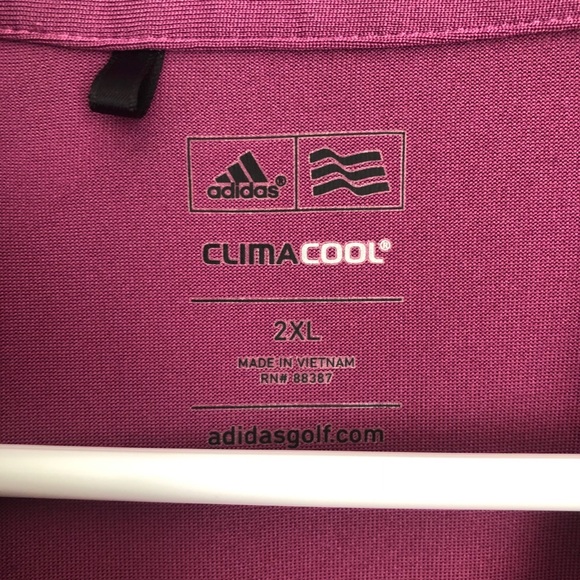 adidas®
CLIMACOOL®
2XL
MADE IN VIETNAM
RN# 88387
adidasgolf.com